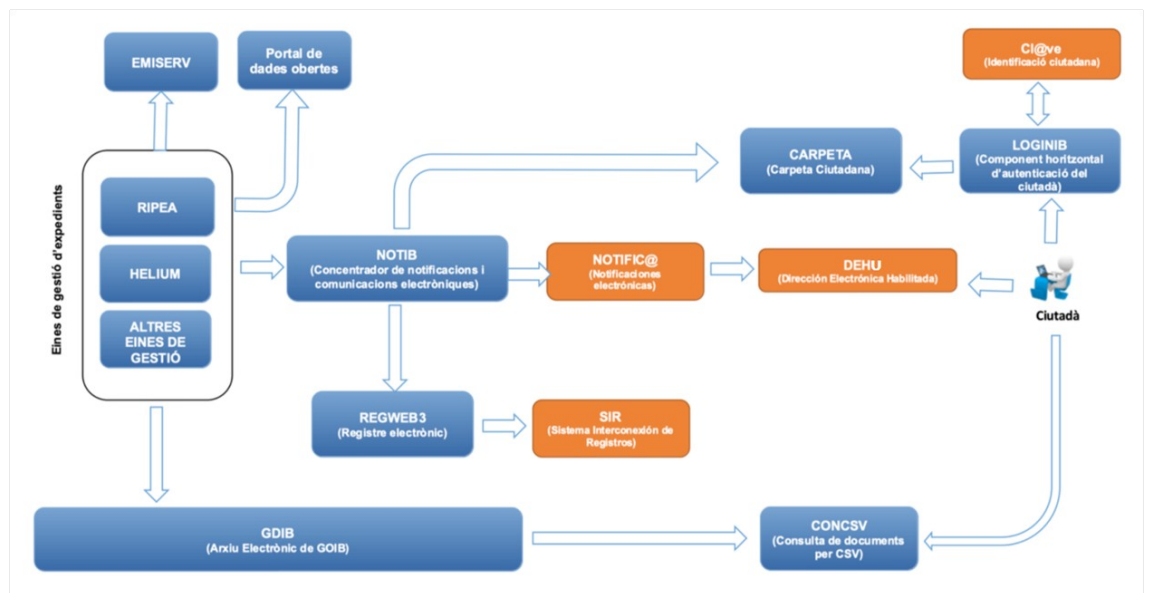 EMISERV
Portal de
dades obertes
Cl@ve
(Identificació ciutadana)
CARPETA
(Carpeta Ciutadana)
LOGINIB
(Component horitzontal
d'autenticació del
ciutadà)
Eines de gestió d'expedients
RIPEA
HELIUM
ALTRES
EINES DE
GESTIÓ
NOTIB
(Concentrador de notificacions i
comunicacions electròniques)
NOTIFIC@
(Notificaciones
electrónicas)
DEHU
(Dirección Electrónica Habilitada)
Ciutadà
REGWEB3
(Registre electrònic)
SIR
(Sistema Interconexión de
Registros)
GDIB
(Arxiu Electrònic de GOIB)
CONCSV
(Consulta de documents
per CSV)